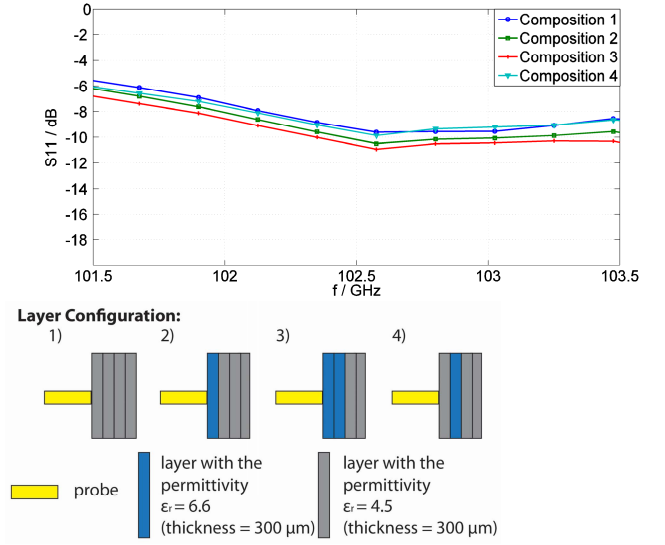 0
-2
-4
-6
-8
-10
-12
-14
-16
-18
S11 / dB
101.5
102
102.5
103
103.5
f / GHz
Composition 1
Composition 2
Composition 3
Composition 4
Layer Configuration:
1)
2)
3)
4)
probe
layer with the
permittivity
εr = 6.6
(thickness = 300 µm)
layer with the
permittivity
εr = 4.5
(thickness = 300 µm)